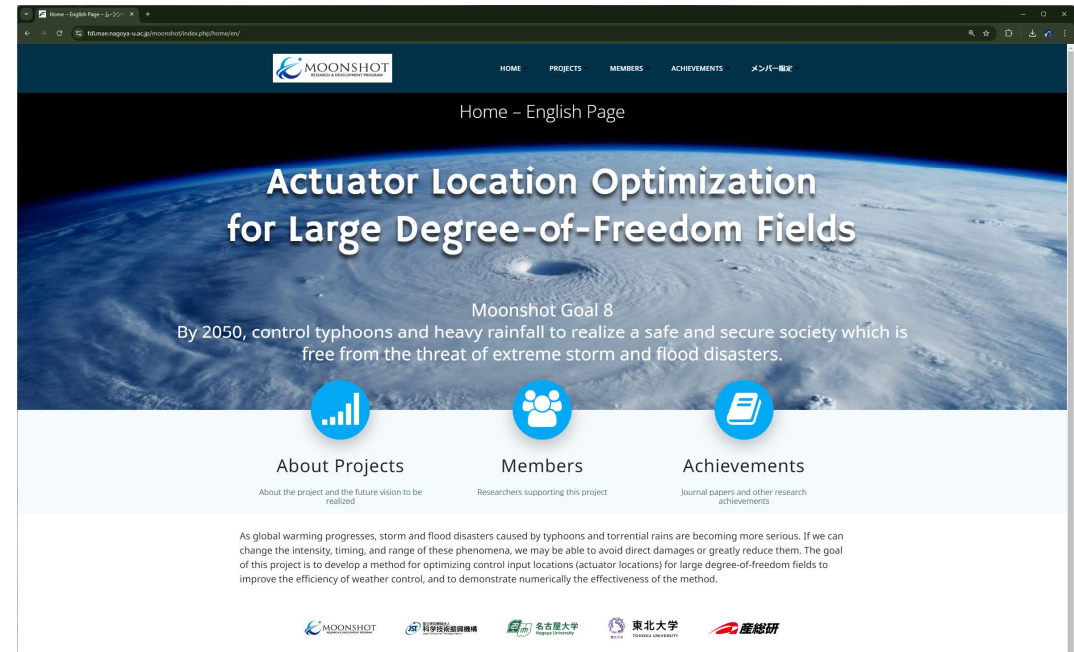 Home – English Page – ムーンシ
fdl.mae.nagoya-u.ac.jp/moonshot/index.php/home/en/
MOONSHOT
RESEARCH & DEVELOPMENT PROGRAM
HOME
PROJECTS
MEMBERS
ACHIEVEMENTS
メンバー限定
Home – English Page
Actuator Location Optimization
for Large Degree-of-Freedom Fields
Moonshot Goal 8
By 2050, control typhoons and heavy rainfall to realize a safe and secure society which is
free from the threat of extreme storm and flood disasters.
About Projects
About the project and the future vision to be
realized
Members
Researchers supporting this project
Achievements
Journal papers and other research
achievements
As global warming progresses, storm and flood disasters caused by typhoons and torrential rains are becoming more serious. If we can
change the intensity, timing, and range of these phenomena, we may be able to avoid direct damages or greatly reduce them. The goal
of this project is to develop a method for optimizing control input locations (actuator locations) for large degree-of-freedom fields to
improve the efficiency of weather control, and to demonstrate numerically the effectiveness of the method.
MOONSHOT
RESEARCH & DEVELOPMENT PROGRAM
JST
科学技術振興機構
名古屋大学
Nagoya University
東北大学
TOHOKU UNIVERSITY
産総研